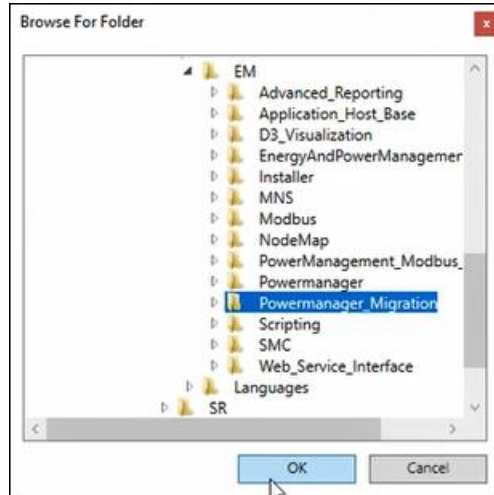 Browse For Folder
x
EM
Advanced_Reporting
Application_Host_Base
D3_Visualization
EnergyAndPowerManagemer
Installer
MNS
Modbus
NodeMap
PowerManagement_Modbus_
Powermanager
Powermanager_Migration
Scripting
SMC
Web_Service_Interface
Languages
SR
OK Cancel